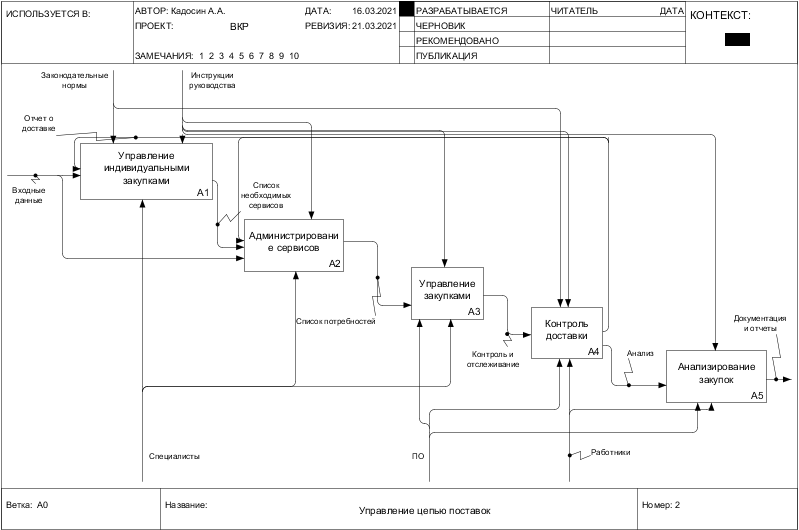 ИСПОЛЬЗУЕТСЯ В:
АВТОР: Кадосин А.А.
ДАТА: 16.03.2021
ПРОЕКТ: ВКР
РЕВИЗИЯ: 21.03.2021
ЗАМЕЧАНИЯ: 1 2 3 4 5 6 7 8 9 10
РАЗРАБАТЫВАЕТСЯ
ЧЕРНОВИК
РЕКОМЕНДОВАНО
ПУБЛИКАЦИЯ
ЧИТАТЕЛЬ ДАТА
КОНТЕКСТ:
Законодательные
нормы
Инструкции
руководства
Отчет о
доставке
Управление
индивидуальными
закупками
A1
Входные
данные
Список
необходимых
сервисов
Администрировани
е сервисов
A2
Список потребностей
Управление
закупками
A3
Контроль и
отслеживание
Контроль
доставки
A4
Анализ
Документация
и отчеты
Анализирование
закупок
A5
Специалисты
ПО
Работники
Ветка: A0
Название:
Управление цепью поставок
Номер: 2